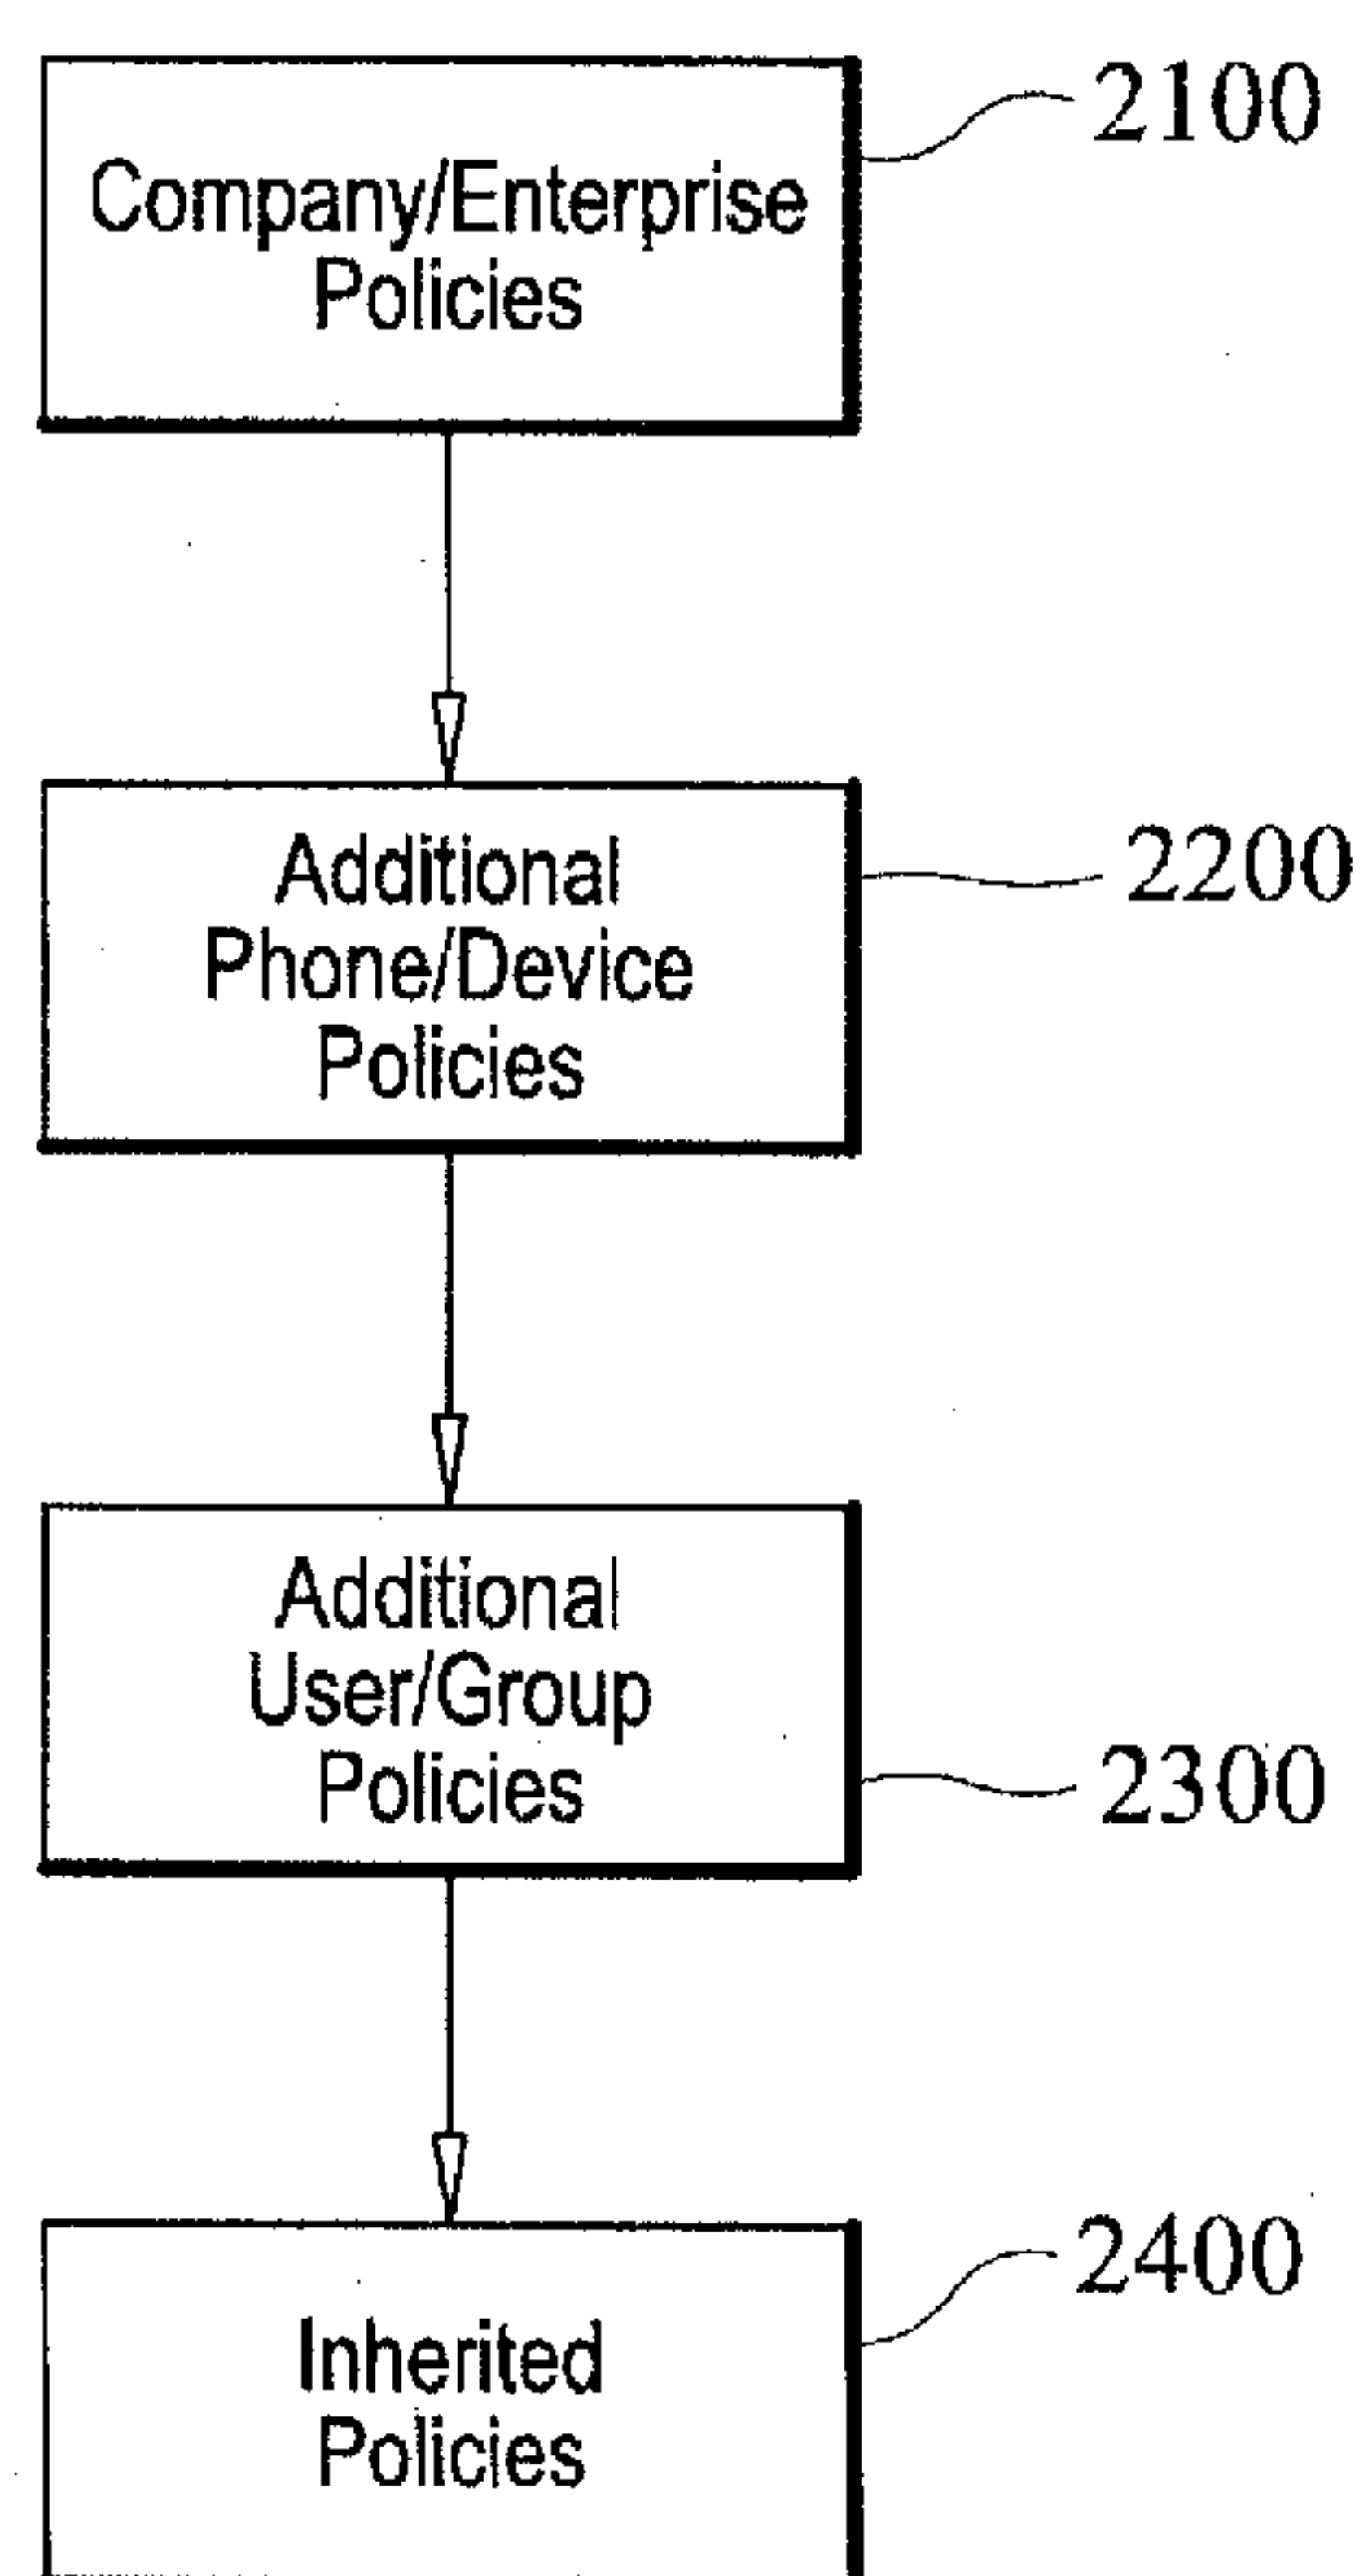 2100
Company/Enterprise
Policies
2200
Additional
Phone/Device
Policies
Additional
User/Group
Policies
2300
2400
Inherited
Policies